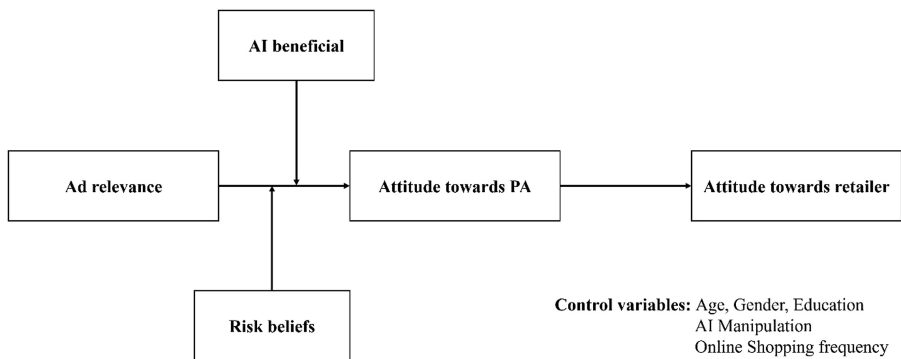 AI beneficial
Ad relevance
Attitude towards PA
Attitude towards retailer
Risk beliefs
Control variables: Age, Gender, Education
AI Manipulation
Online Shopping frequency